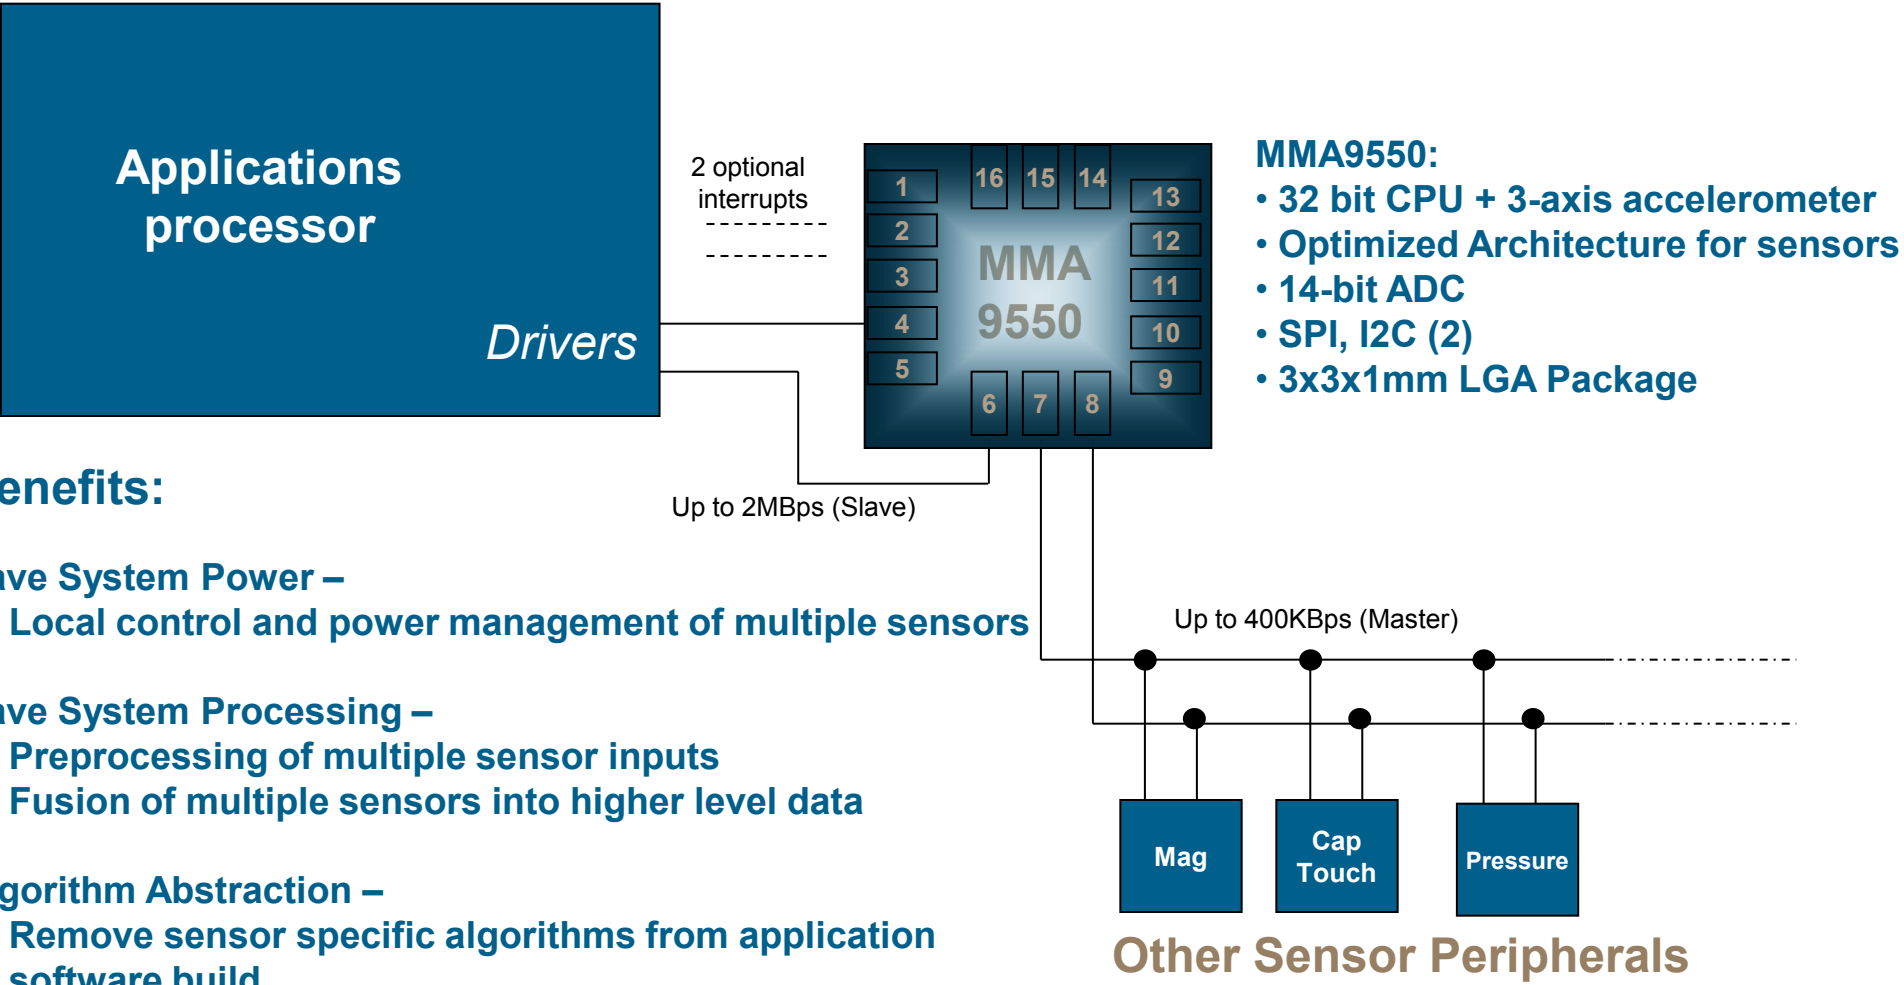 Applications
processor
Drivers
2 optional
interrupts
1
2
3
4
5
16 15 14
13
12
11
10
9
MMA
9550
6 7 8
MMA9550:
• 32 bit CPU + 3-axis accelerometer
• Optimized Architecture for sensors
• 14-bit ADC
• SPI, I2C (2)
• 3x3x1mm LGA Package
Up to 2MBps (Slave)
enefits:
ave System Power –
Local control and power management of multiple sensors
ave System Processing –
Preprocessing of multiple sensor inputs
Fusion of multiple sensors into higher level data
gorithm Abstraction –
Remove sensor specific algorithms from application
software build
Up to 400KBps (Master)
Mag
Cap
Touch
Pressure
Other Sensor Peripherals